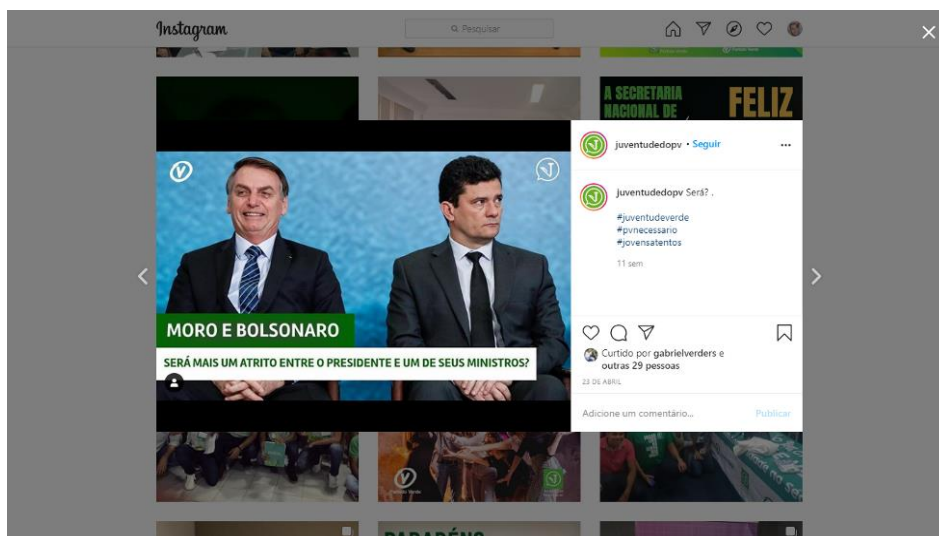 Instagram
Pesquisar
A SECRETARIA
NACIONAL DE
FELIZ
juventudedopv • Seguir
juventudedopv Será? .
#juventudeverde
#pvnecessario
#jovensatentos
11 sem
MORO E BOLSONARO
SERÁ MAIS UM ATRITO ENTRE O PRESIDENTE E UM DE SEUS MINISTROS?
Curtido por gabrielverders e
outras 29 pessoas
23 DE ABRIL
Adicione um comentário...
Publicar
PARABÉNS